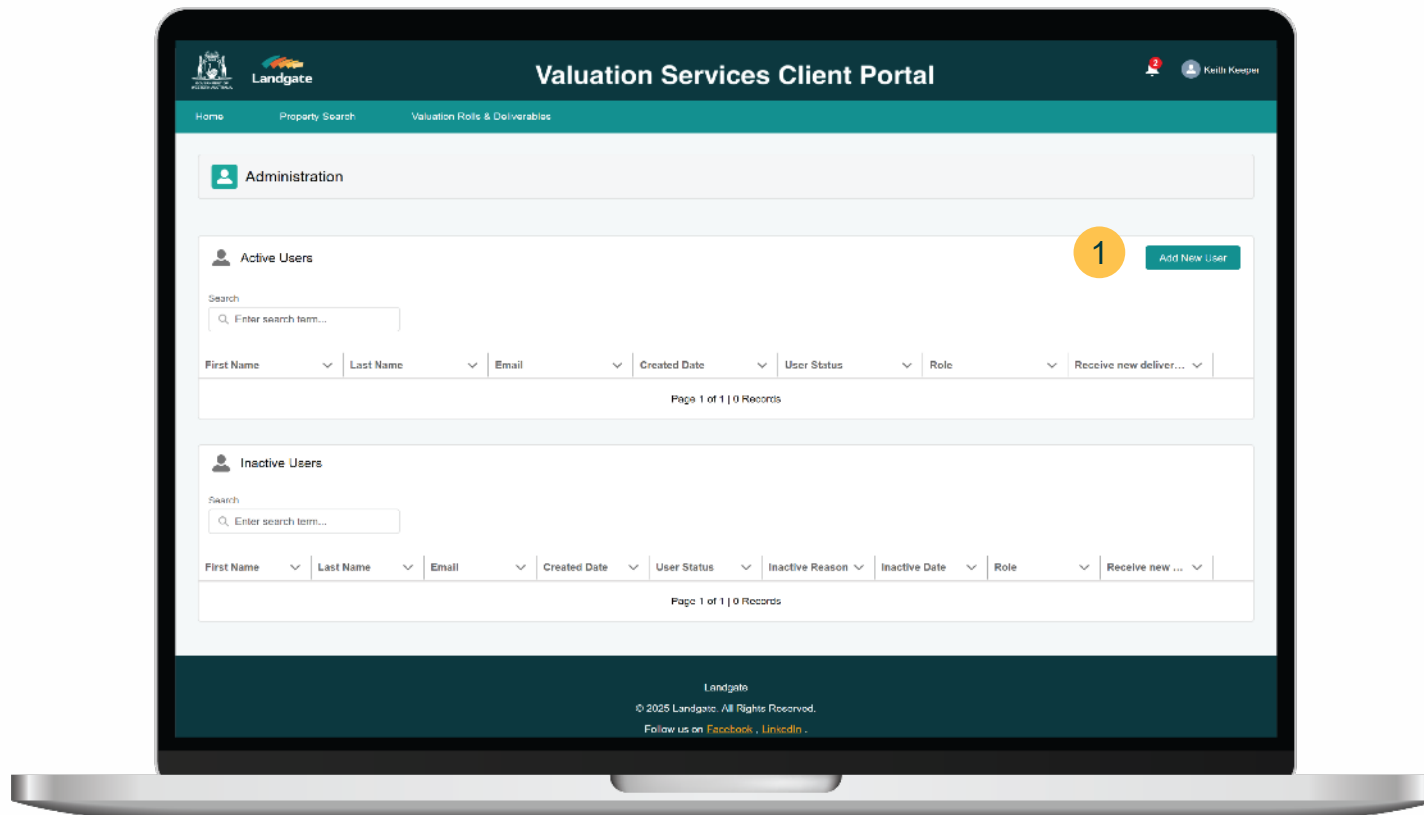 Landgate
Valuation Services Client Portal
2
Keith Keeper
Home Property Search Valuation Rolls & Deliverables
Administration
Active Users
1
Add New User
Search
Enter search term...
First Name Last Name Email Created Date User Status Role Receive new deliver...
Page 1 of 1 | 0 Records
Inactive Users
Search
Enter search term...
First Name Last Name Email Created Date User Status Inactive Reason Inactive Date Role Receive new ...
Page 1 of 1 | 0 Records
Landgate
© 2025 Landgate. All Rights Reserved.
Follow us on Facebook , LinkedIn .